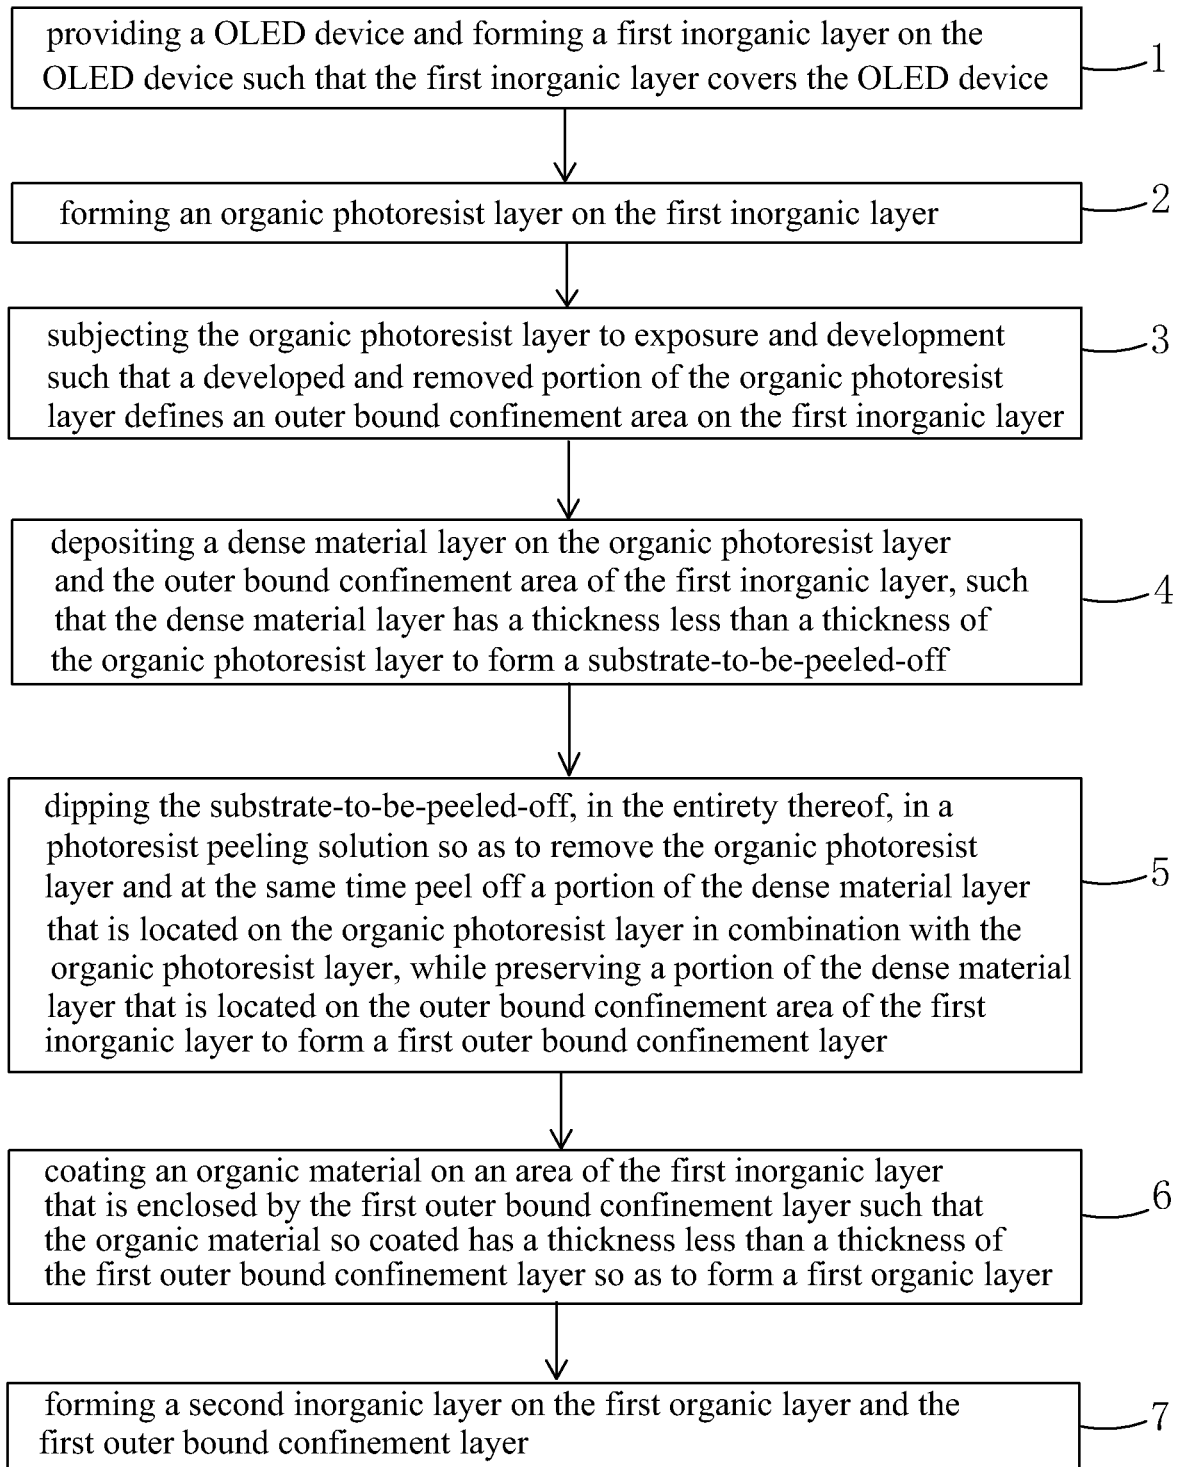 providing a OLED device and forming a first inorganic layer on the
OLED device such that the first inorganic layer covers the OLED device
1
forming an organic photoresist layer on the first inorganic layer
2
subjecting the organic photoresist layer to exposure and development
such that a developed and removed portion of the organic photoresist
layer defines an outer bound confinement area on the first inorganic layer
3
depositing a dense material layer on the organic photoresist layer
and the outer bound confinement area of the first inorganic layer, such
that the dense material layer has a thickness less than a thickness of
the organic photoresist layer to form a substrate-to-be-peeled-off
4
dipping the substrate-to-be-peeled-off, in the entirety thereof, in a
photoresist peeling solution so as to remove the organic photoresist
layer and at the same time peel off a portion of the dense material layer
that is located on the organic photoresist layer in combination with the
organic photoresist layer, while preserving a portion of the dense material
layer that is located on the outer bound confinement area of the first
inorganic layer to form a first outer bound confinement layer
5
coating an organic material on an area of the first inorganic layer
that is enclosed by the first outer bound confinement layer such that
the organic material so coated has a thickness less than a thickness of
the first outer bound confinement layer so as to form a first organic layer
6
forming a second inorganic layer on the first organic layer and the
first outer bound confinement layer
7